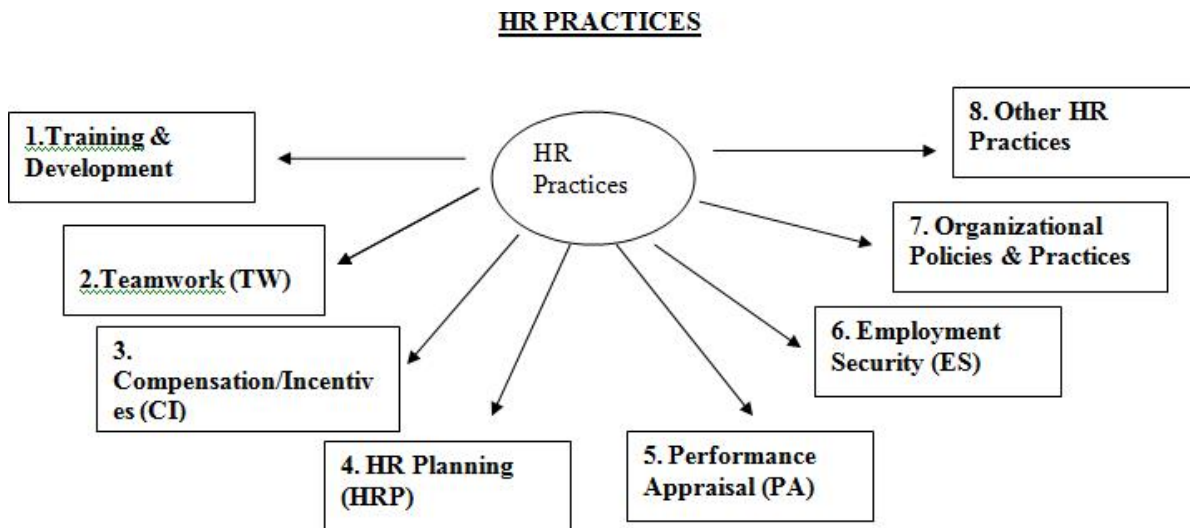 HR PRACTICES
HR
Practices
1.Training &
Development
2.Teamwork (TW)
3.
Compensation/Incentiv
es (CI)
4. HR Planning
(HRP)
5. Performance
Appraisal (PA)
6. Employment
Security (ES)
7. Organizational
Policies & Practices
8. Other HR
Practices